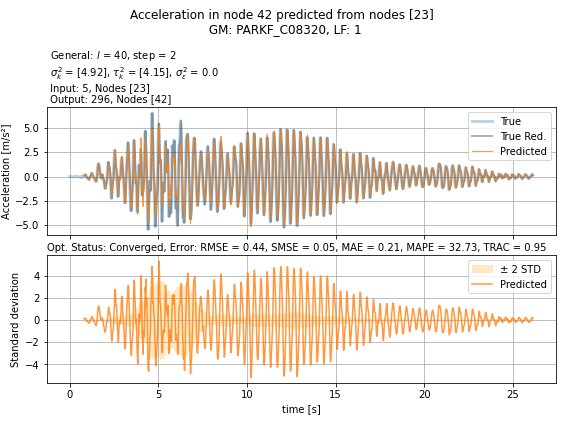 Acceleration in node 42 predicted from nodes [23]
GM: PARKF_C08320, LF: 1
General: l = 40, step = 2
σ²ₖ = [4.92], τ²ₖ = [4.15], σ²ε = 0.0
Input: 5, Nodes [23]
Output: 296, Nodes [42]
Acceleration [m/s²]
5.0
2.5
0.0
−2.5
−5.0
True
True Red.
Predicted
Opt. Status: Converged, Error: RMSE = 0.44, SMSE = 0.05, MAE = 0.21, MAPE = 32.73, TRAC = 0.95
Standard deviation
4
2
0
−2
−4
± 2 STD
Predicted
0 5 10 15 20 25
time [s]